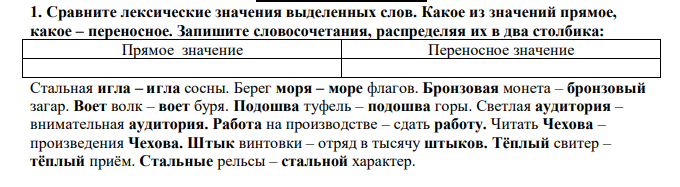 1. Сравните лексические значения выделенных слов. Какое из значений прямое,
какое – переносное. Запишите словосочетания, распределяя их в два столбика:
Прямое значение Переносное значение
Стальная игла – игла сосны. Берег моря – море флагов. Бронзовая монета – бронзовый
загар. Воет волк – воет буря. Подошва туфель – подошва горы. Светлая аудитория –
внимательная аудитория. Работа на производстве – сдать работу. Читать Чехова –
произведения Чехова. Штык винтовки – отряд в тысячу штыков. Тёплый свитер –
тёплый приём. Стальные рельсы – стальной характер.